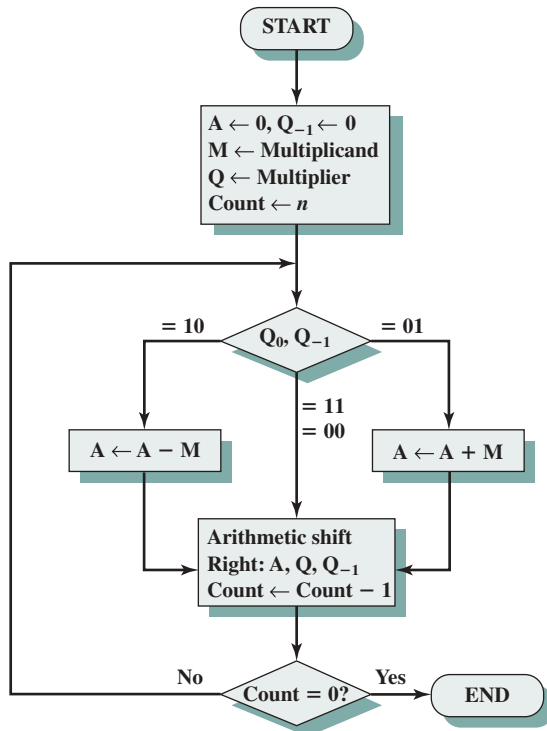 START
A ← 0, Q₋₁ ← 0
M ← Multiplicand
Q ← Multiplier
Count ← n
= 10
Q₀, Q₋₁
= 01
= 11
= 00
A ← A − M
A ← A + M
Arithmetic shift
Right: A, Q, Q₋₁
Count ← Count − 1
No
Count = 0?
Yes
END